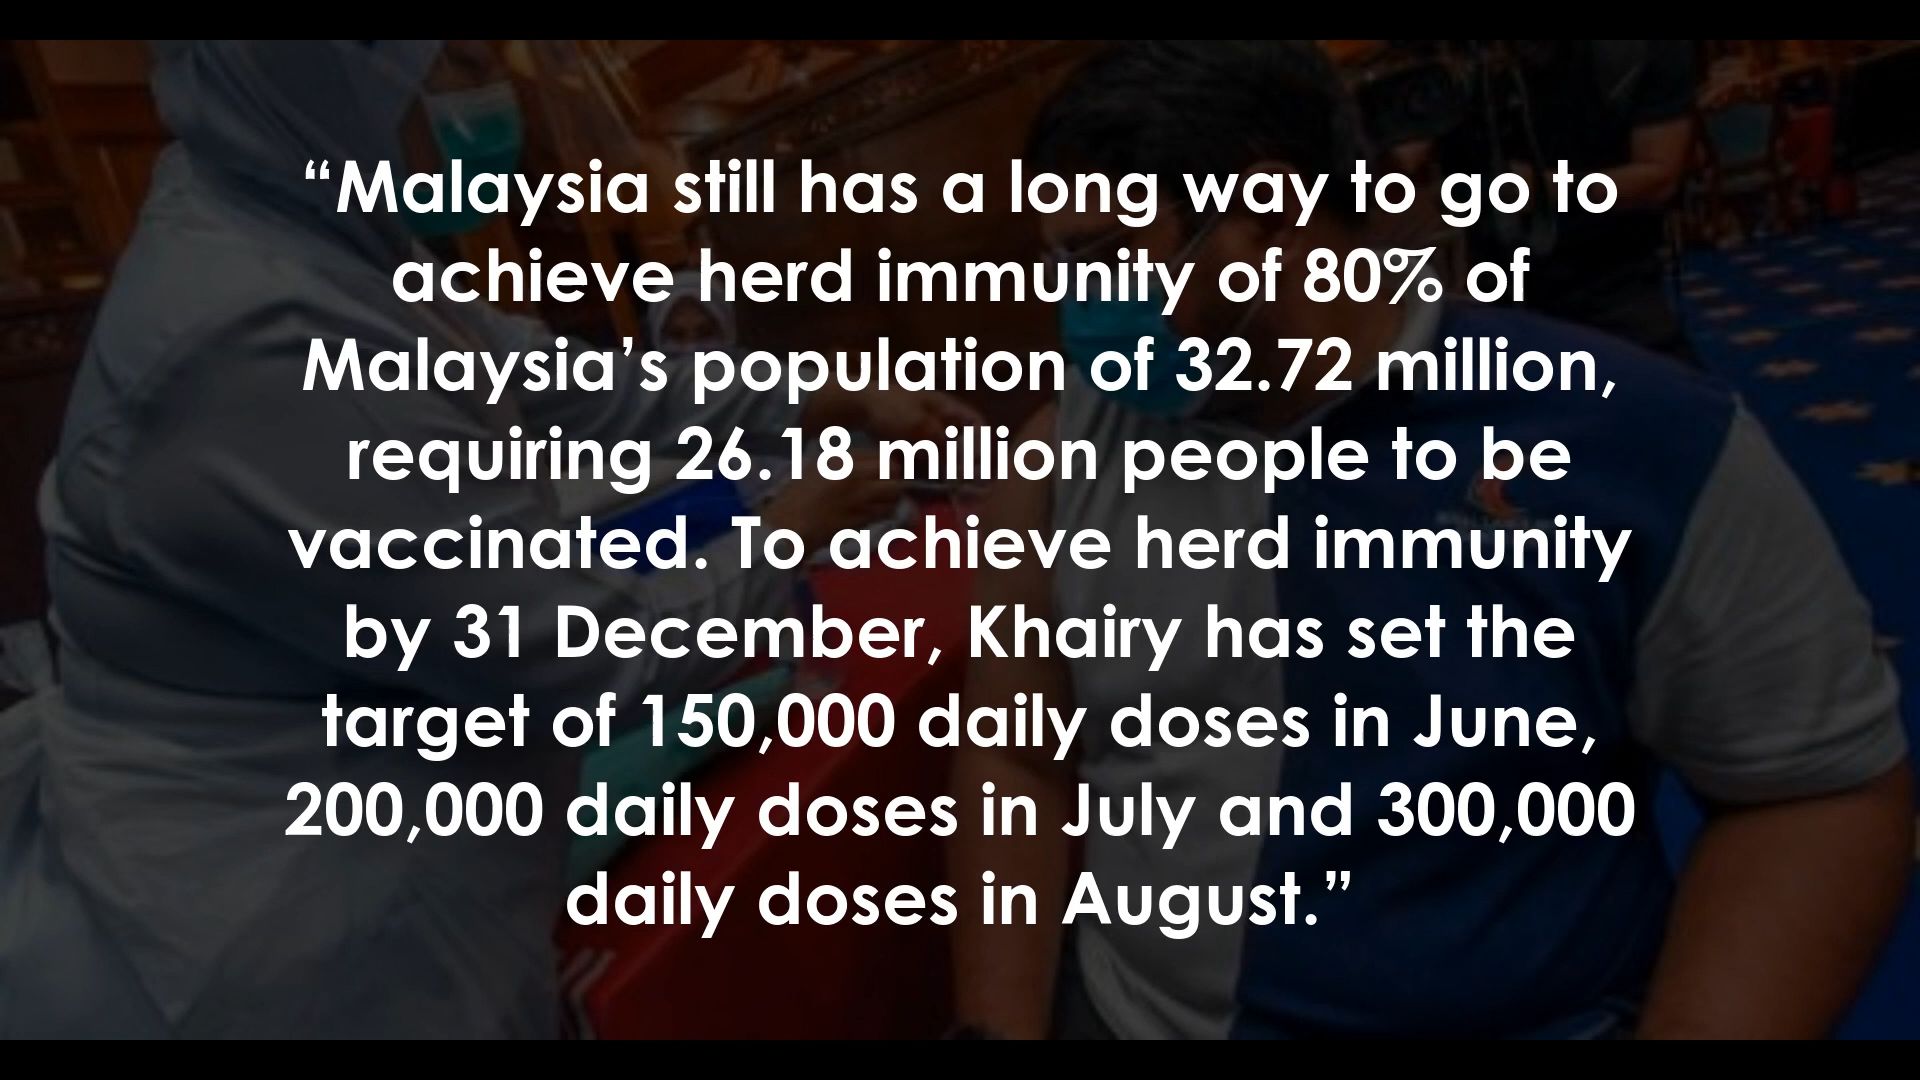 “Malaysia still has a long way to go to
achieve herd immunity of 80% of
Malaysia’s population of 32.72 million,
requiring 26.18 million people to be
vaccinated. To achieve herd immunity
by 31 December, Khairy has set the
target of 150,000 daily doses in June,
200,000 daily doses in July and 300,000
daily doses in August.”